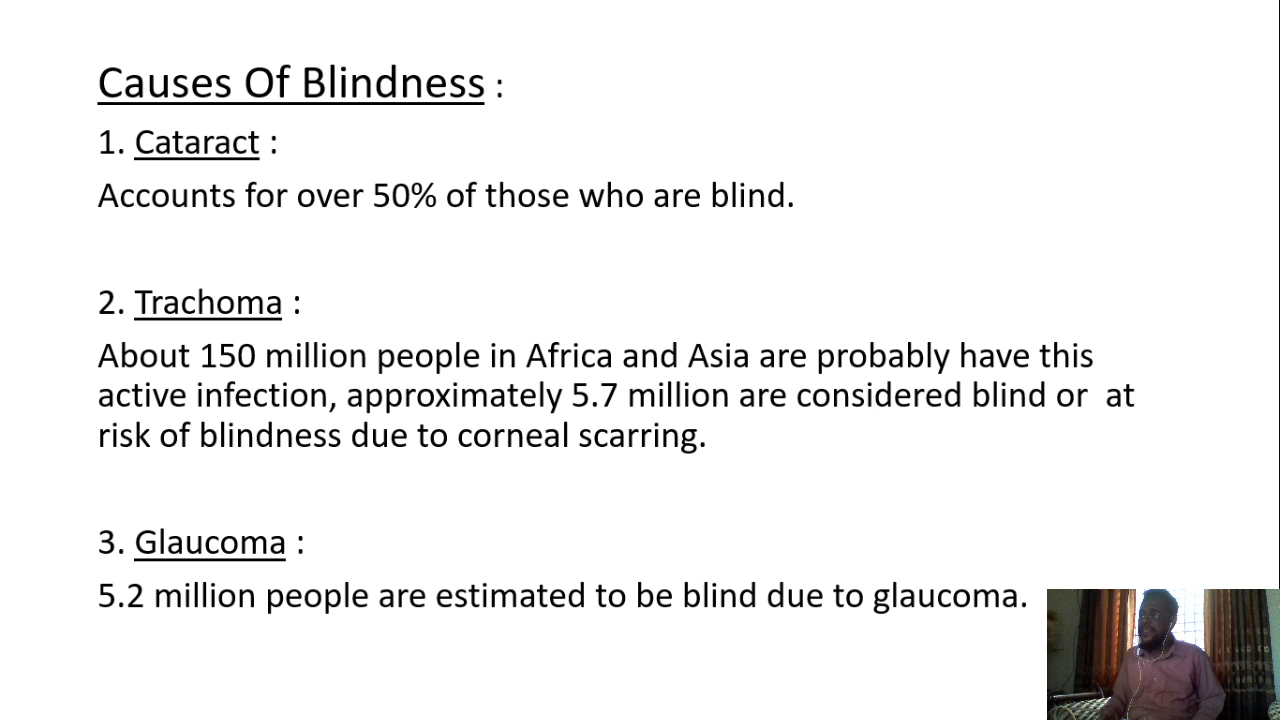 Causes Of Blindness :
1. Cataract :
Accounts for over 50% of those who are blind.
2. Trachoma :
About 150 million people in Africa and Asia are probably have this
active infection, approximately 5.7 million are considered blind or  at
risk of blindness due to corneal scarring.
3. Glaucoma :
5.2 million people are estimated to be blind due to glaucoma.